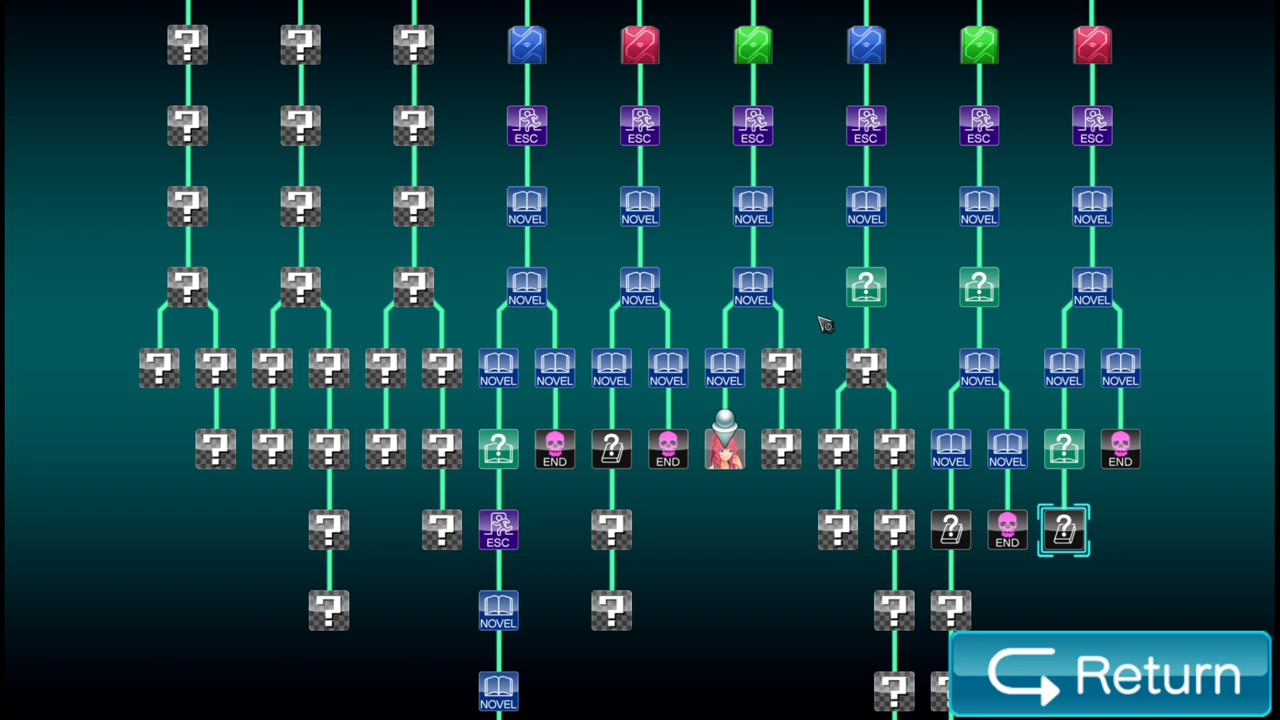 ? ? ?
? ? ? ESC ESC ESC ESC ESC ESC
? ? ? NOVEL NOVEL NOVEL NOVEL NOVEL NOVEL
? ? ? NOVEL NOVEL NOVEL ? ? NOVEL
? ? ? ? ? ? NOVEL NOVEL NOVEL NOVEL NOVEL ? ? NOVEL NOVEL NOVEL
? ? ? ? ? ? END ? END ? ? ? NOVEL NOVEL ? END
? ? ESC ? ? ? ? END ?
? NOVEL ? ? ?
NOVEL ? ? Return